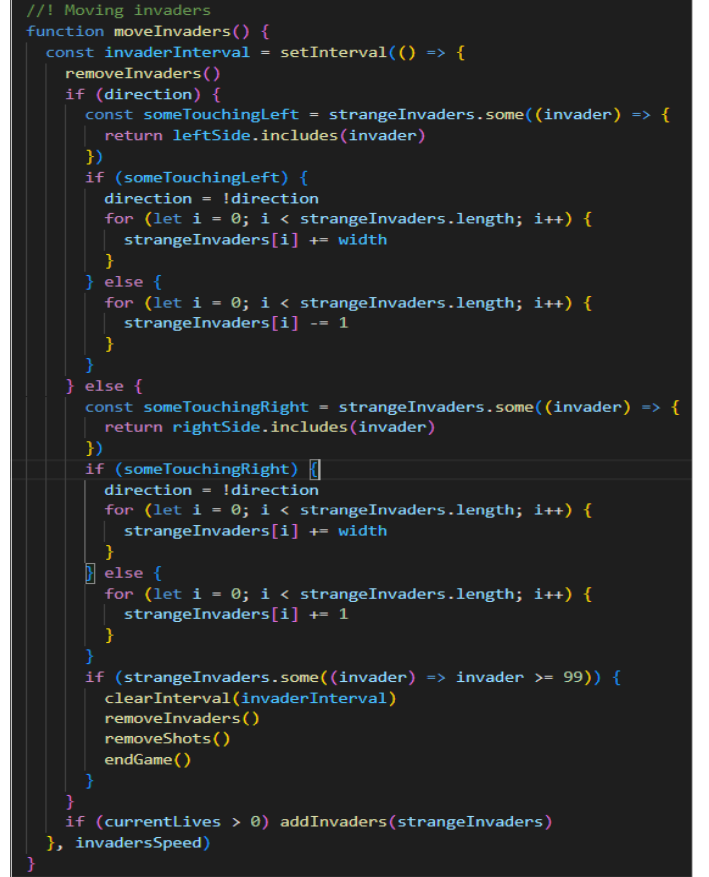 //! Moving invaders
function moveInvaders() {
  const invaderInterval = setInterval(() => {
    removeInvaders()
    if (direction) {
      const someTouchingLeft = strangeInvaders.some((invader) => {
        return leftSide.includes(invader)
      })
      if (someTouchingLeft) {
        direction = !direction
        for (let i = 0; i < strangeInvaders.length; i++) {
          strangeInvaders[i] += width
        }
      } else {
        for (let i = 0; i < strangeInvaders.length; i++) {
          strangeInvaders[i] -= 1
        }
      }
    } else {
      const someTouchingRight = strangeInvaders.some((invader) => {
        return rightSide.includes(invader)
      })
      if (someTouchingRight) {
        direction = !direction
        for (let i = 0; i < strangeInvaders.length; i++) {
          strangeInvaders[i] += width
        }
      } else {
        for (let i = 0; i < strangeInvaders.length; i++) {
          strangeInvaders[i] += 1
        }
      }
      if (strangeInvaders.some((invader) => invader >= 99)) {
        clearInterval(invaderInterval)
        removeInvaders()
        removeShots()
        endGame()
      }
    }
    if (currentLives > 0) addInvaders(strangeInvaders)
  }, invadersSpeed)
}